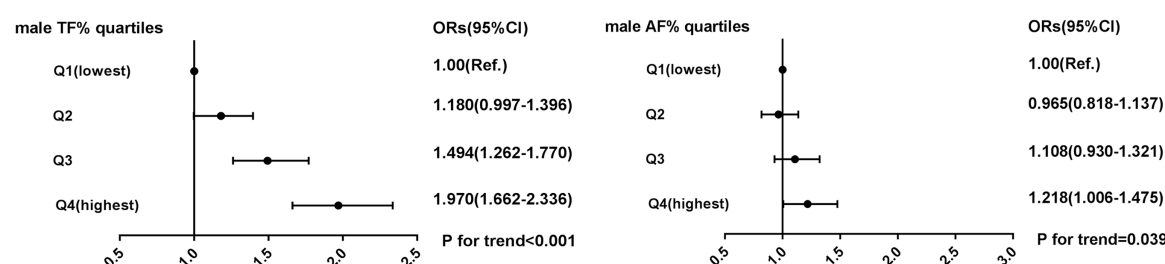 male TF% quartiles ORs(95%CI)
Q1(lowest) 1.00(Ref.)
Q2 1.180(0.997-1.396)
Q3 1.494(1.262-1.770)
Q4(highest) 1.970(1.662-2.336)
P for trend<0.001
0.5 1.0 1.5 2.0 2.5
male AF% quartiles ORs(95%CI)
Q1(lowest) 1.00(Ref.)
Q2 0.965(0.818-1.137)
Q3 1.108(0.930-1.321)
Q4(highest) 1.218(1.006-1.475)
P for trend=0.039
0.5 1.0 1.5 2.0 2.5 3.0